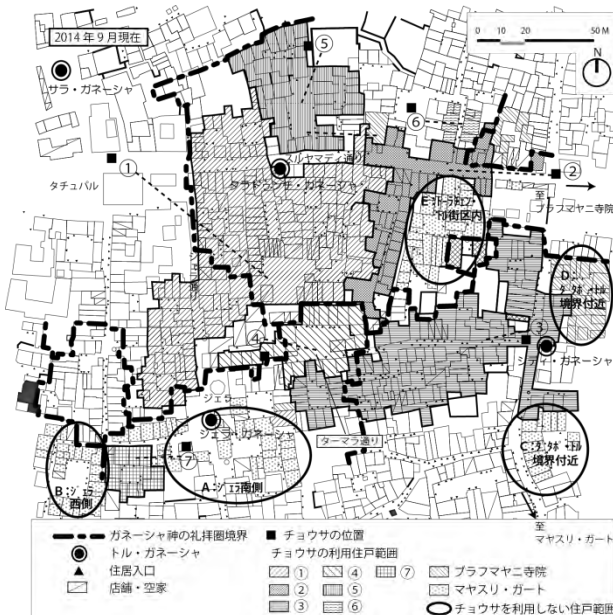 2014年9月現在
0 10 20 50 M
N
サラ・ガネーシャ
⑤
⑥
①
タチュパル
スルヤマディ通り
タラドゥンサ・ガネーシャ
②
至
ブラフマヤニ寺院
街区内
境界付近
③
シディ・ガネーシャ
④
ジェラ
ジェラ・ガネーシャ
ターマラ通り
⑦
A:ジェラ南側
B:ジェラ
西側
境界付近
至
マヤスリ・ガート
ガネーシャ神の礼拝圏境界
トル・ガネーシャ
住居入口
店舗・空家
チョウサの位置
チョウサの利用住戸範囲
① ④ ⑦
② ⑤
③ ⑥
ブラフマヤニ寺院
マヤスリ・ガート
チョウサを利用しない住戸範囲